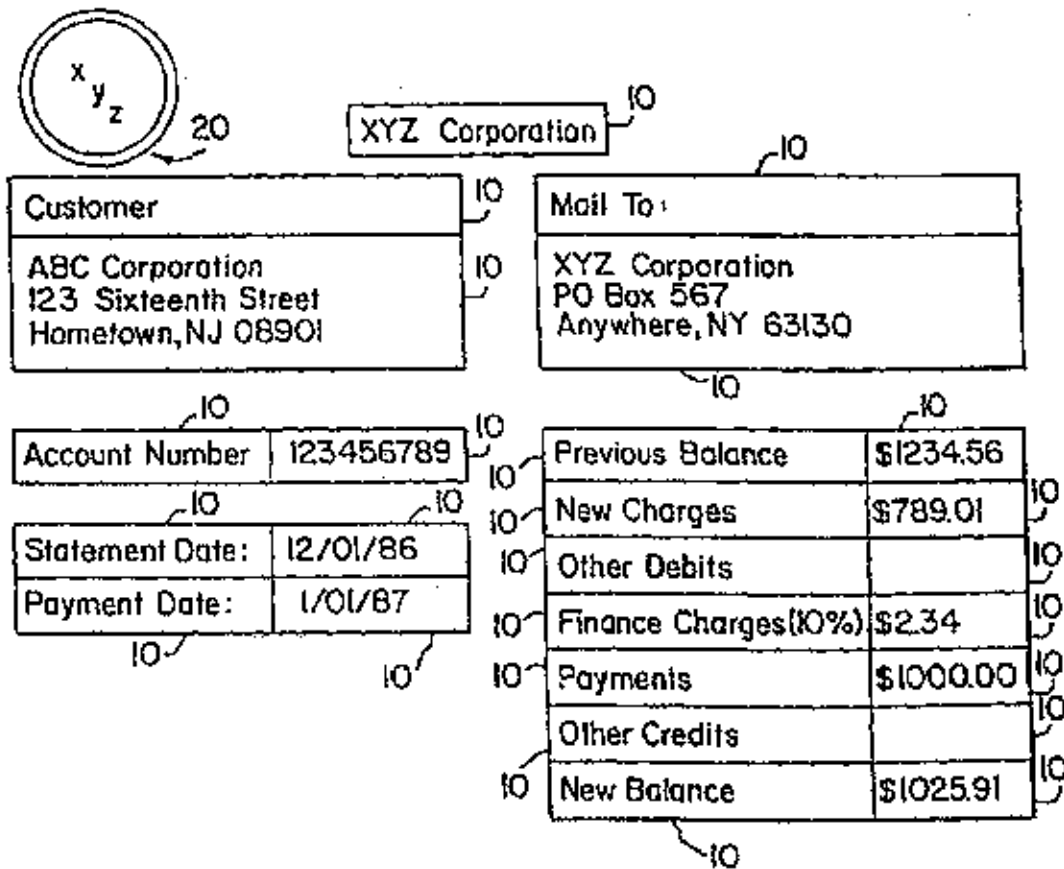 x
y
z
20
XYZ Corporation 10
10
Customer 10
Mail To:
ABC Corporation 10
123 Sixteenth Street
Hometown, NJ 08901
XYZ Corporation
PO Box 567
Anywhere, NY 63130
10
10
10
Account Number 123456789 10
10 Previous Balance $1234.56
10 New Charges $789.01 10
10 10
Statement Date: 12/01/86
10 Other Debits 10
Payment Date: 1/01/87
10 Finance Charges (10%) $2.34 10
10 10
10 Payments $1000.00 10
Other Credits 10
10 New Balance $1025.91 10
10